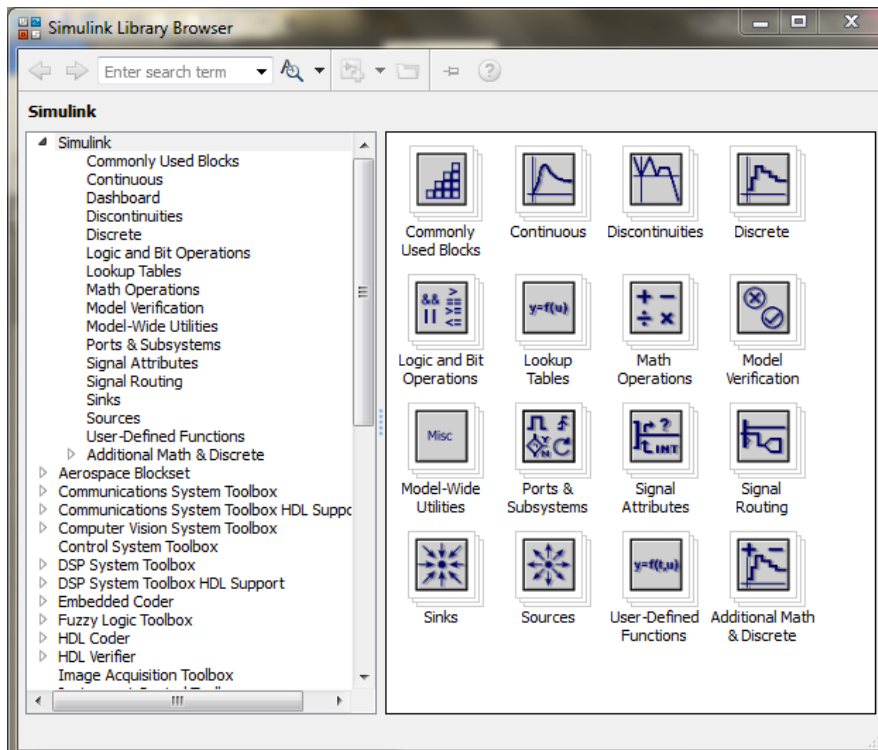 Simulink Library Browser
Enter search term
Simulink
Simulink
Commonly Used Blocks
Continuous
Dashboard
Discontinuities
Discrete
Logic and Bit Operations
Lookup Tables
Math Operations
Model Verification
Model-Wide Utilities
Ports & Subsystems
Signal Attributes
Signal Routing
Sinks
Sources
User-Defined Functions
Additional Math & Discrete
Aerospace Blockset
Communications System Toolbox
Communications System Toolbox HDL Suppo
Computer Vision System Toolbox
Control System Toolbox
DSP System Toolbox
DSP System Toolbox HDL Support
Embedded Coder
Fuzzy Logic Toolbox
HDL Coder
HDL Verifier
Image Acquisition Toolbox
Commonly
Used Blocks
Continuous
Discontinuities
Discrete
&& >
== 
|| >=
<=
Logic and Bit
Operations
y=f(u)
Lookup
Tables
+ −
÷ ×
Math
Operations
Model
Verification
Misc
Model-Wide
Utilities
Y
N
Ports &
Subsystems
?
INT
Signal
Attributes
Signal
Routing
Sinks
Sources
y=f(t,u)
User-Defined
Functions
+ −
Additional Math
& Discrete